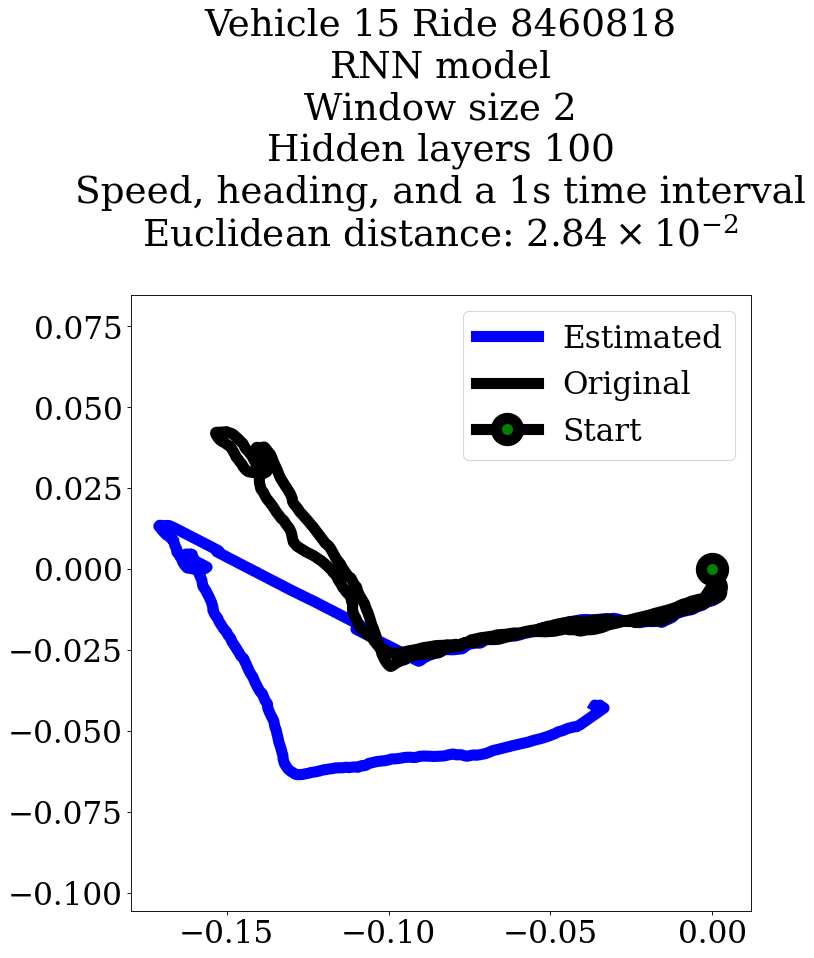 Vehicle 15 Ride 8460818
RNN model
Window size 2
Hidden layers 100
Speed, heading, and a 1s time interval
Euclidean distance: 2.84 × 10⁻²
Estimated
Original
Start
0.075
0.050
0.025
0.000
−0.025
−0.050
−0.075
−0.100
−0.15 −0.10 −0.05 0.00